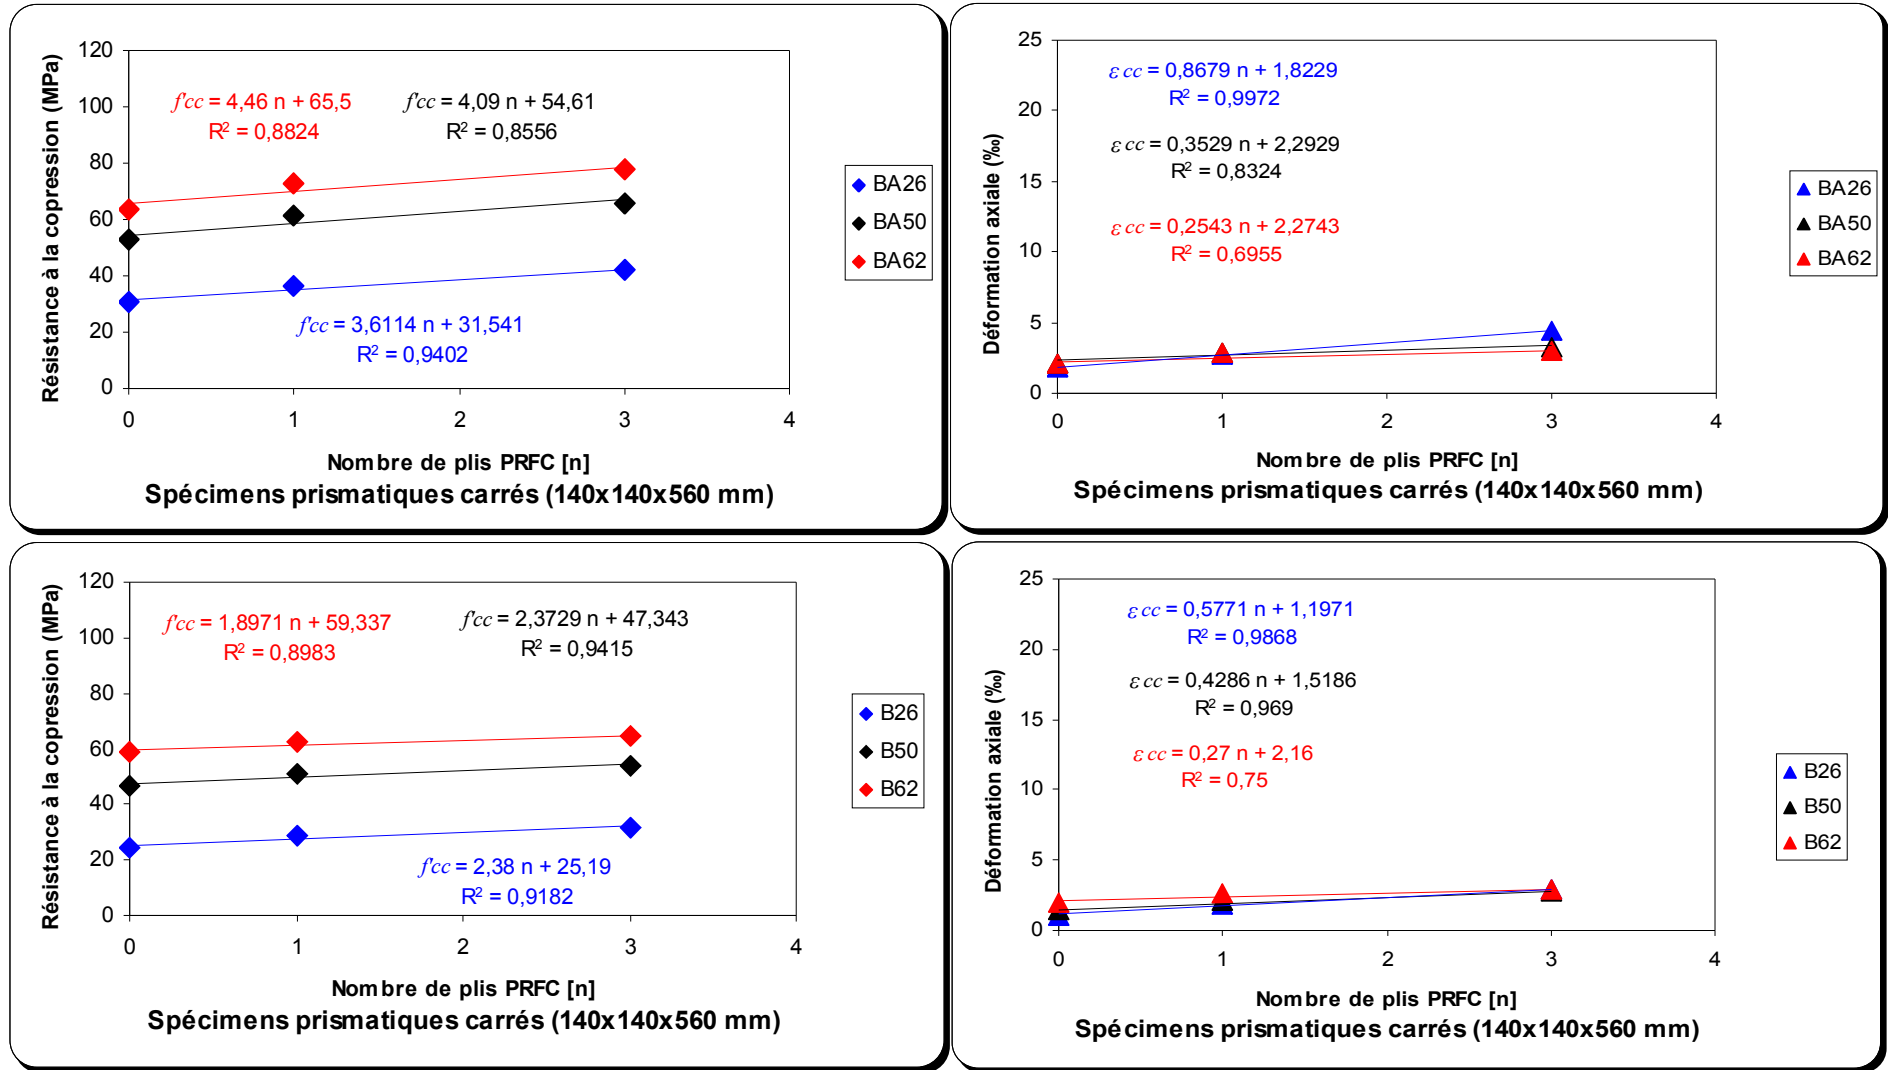 120
100
80
60
40
20
0
0 1 2 3 4
Résistance à la copression (MPa)
f'cc = 4,46 n + 65,5
R² = 0,8824
f'cc = 4,09 n + 54,61
R² = 0,8556
f'cc = 3,6114 n + 31,541
R² = 0,9402
BA26
BA50
BA62
Nombre de plis PRFC [n]
Spécimens prismatiques carrés (140x140x560 mm)
25
20
15
10
5
0
0 1 2 3 4
Déformation axiale (‰)
ε cc = 0,8679 n + 1,8229
R² = 0,9972
ε cc = 0,3529 n + 2,2929
R² = 0,8324
ε cc = 0,2543 n + 2,2743
R² = 0,6955
BA26
BA50
BA62
Nombre de plis PRFC [n]
Spécimens prismatiques carrés (140x140x560 mm)
120
100
80
60
40
20
0
0 1 2 3 4
Résistance à la copression (MPa)
f'cc = 1,8971 n + 59,337
R² = 0,8983
f'cc = 2,3729 n + 47,343
R² = 0,9415
f'cc = 2,38 n + 25,19
R² = 0,9182
B26
B50
B62
Nombre de plis PRFC [n]
Spécimens prismatiques carrés (140x140x560 mm)
25
20
15
10
5
0
0 1 2 3 4
Déformation axiale (‰)
ε cc = 0,5771 n + 1,1971
R² = 0,9868
ε cc = 0,4286 n + 1,5186
R² = 0,969
ε cc = 0,27 n + 2,16
R² = 0,75
B26
B50
B62
Nombre de plis PRFC [n]
Spécimens prismatiques carrés (140x140x560 mm)